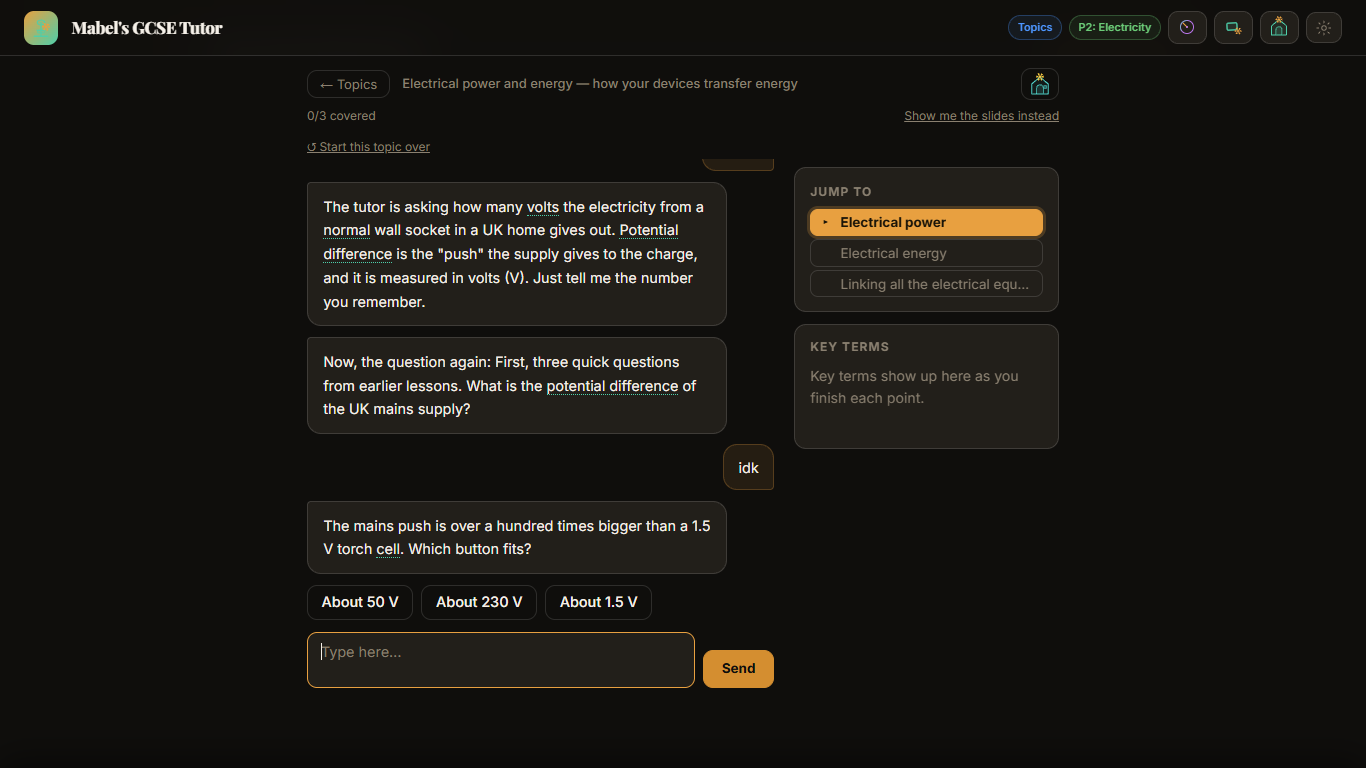 Mabel's GCSE Tutor
Topics
P2: Electricity
← Topics
Electrical power and energy — how your devices transfer energy
0/3 covered
Show me the slides instead
↺ Start this topic over
The tutor is asking how many volts the electricity from a
normal wall socket in a UK home gives out. Potential
difference is the "push" the supply gives to the charge,
and it is measured in volts (V). Just tell me the number
you remember.
Now, the question again: First, three quick questions
from earlier lessons. What is the potential difference of
the UK mains supply?
idk
The mains push is over a hundred times bigger than a 1.5
V torch cell. Which button fits?
About 50 V
About 230 V
About 1.5 V
Type here...
Send
JUMP TO
Electrical power
Electrical energy
Linking all the electrical equ...
KEY TERMS
Key terms show up here as you
finish each point.